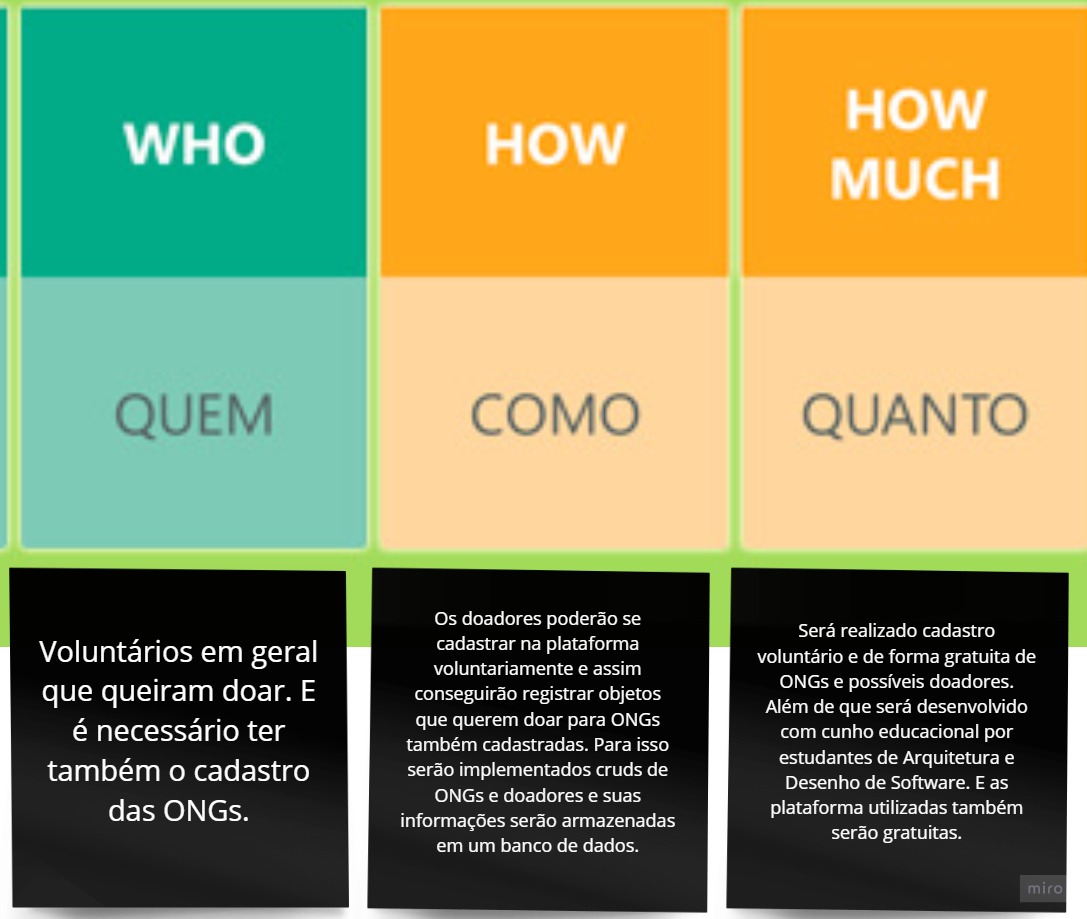 WHO
QUEM
Voluntários em geral
que queiram doar. E
é necessário ter
também o cadastro
das ONGs.
HOW
COMO
Os doadores poderão se
cadastrar na plataforma
voluntariamente e assim
conseguirão registrar objetos
que querem doar para ONGs
também cadastradas. Para isso
serão implementados cruds de
ONGs e doadores e suas
informações serão armazenadas
em um banco de dados.
HOW
MUCH
QUANTO
Será realizado cadastro
voluntário e de forma gratuita de
ONGs e possíveis doadores.
Além de que será desenvolvido
com cunho educacional por
estudantes de Arquitetura e
Desenho de Software. E as
plataforma utilizadas também
serão gratuitas.
miro